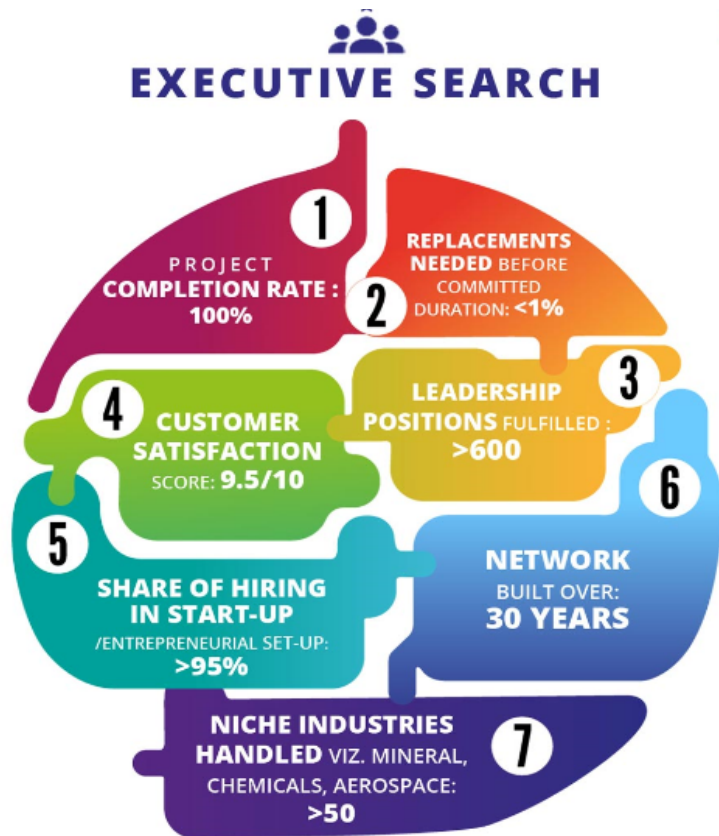 EXECUTIVE SEARCH
1
PROJECT
COMPLETION RATE :
100%
2
REPLACEMENTS
NEEDED BEFORE
COMMITTED
DURATION: <1%
3
LEADERSHIP
POSITIONS FULFILLED :
>600
4
CUSTOMER
SATISFACTION
SCORE: 9.5/10
5
SHARE OF HIRING
IN START-UP
/ENTREPRENEURIAL SET-UP:
>95%
6
NETWORK
BUILT OVER:
30 YEARS
7
NICHE INDUSTRIES
HANDLED VIZ. MINERAL,
CHEMICALS, AEROSPACE:
>50